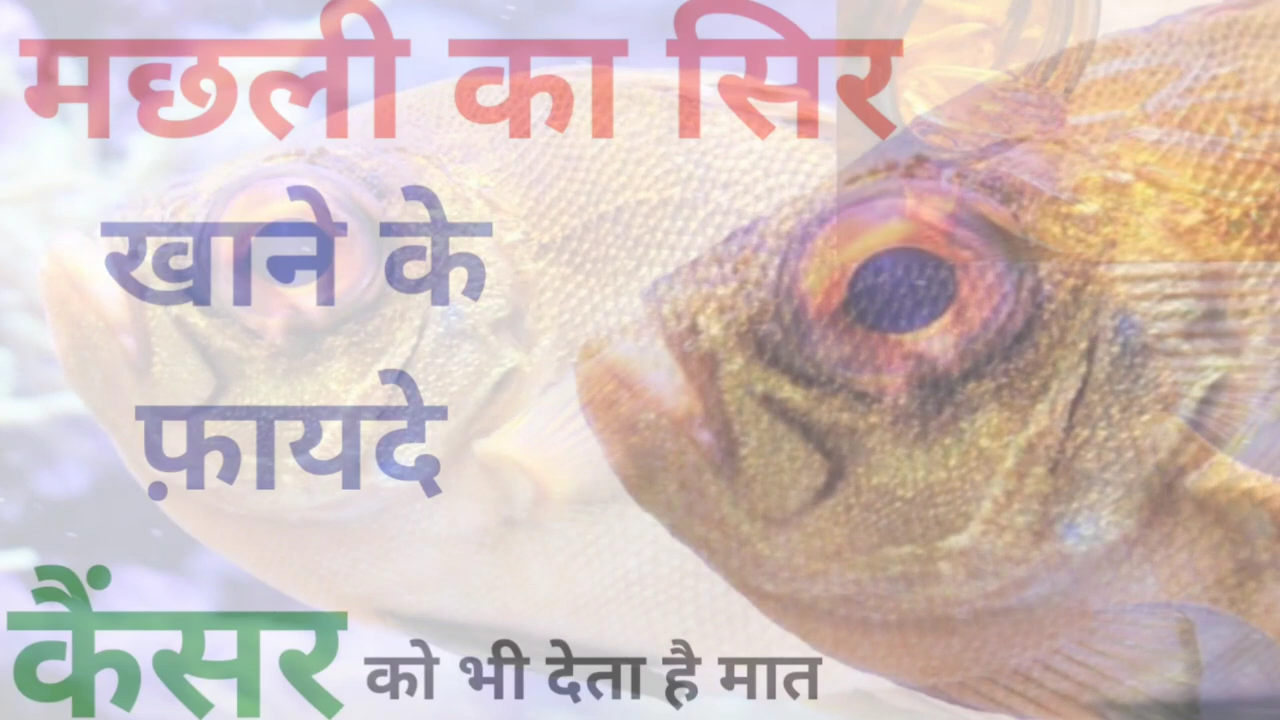 मछली का सिर
खाने के
फ़ायदे
कैंसर को भी देता है मात